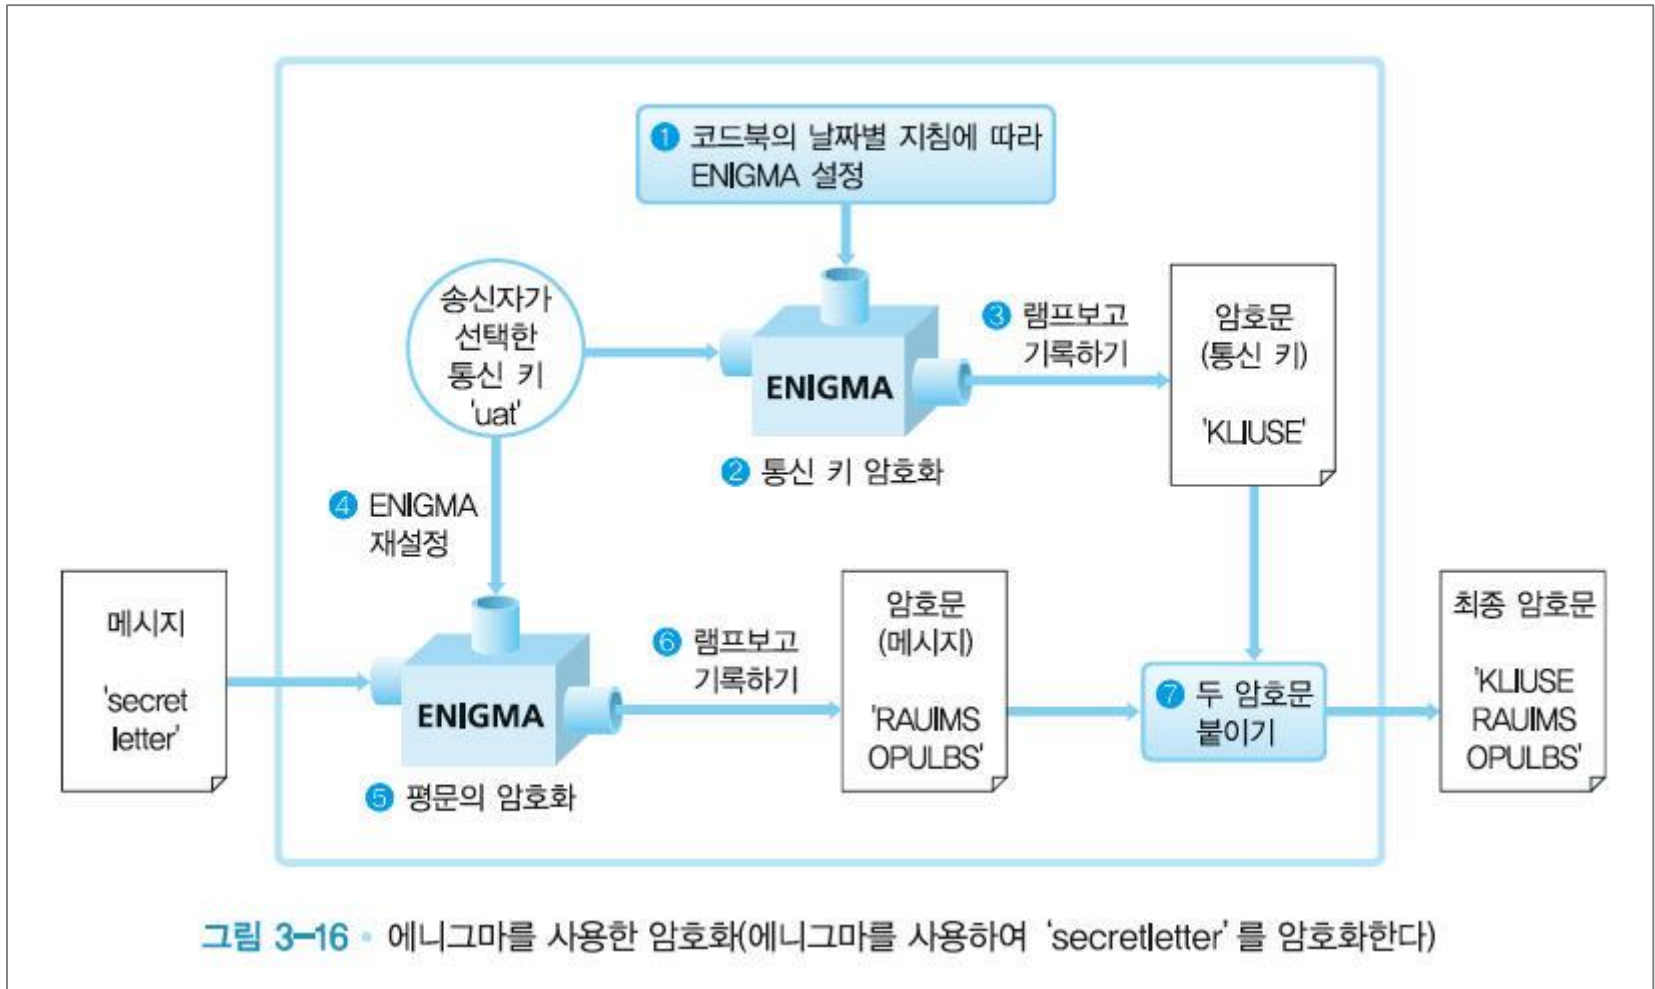 ❶ 코드북의 날짜별 지침에 따라
ENIGMA 설정
송신자가
선택한
통신 키
'uat'
ENIGMA
❷ 통신 키 암호화
❸ 램프보고
기록하기
암호문
(통신 키)
'KLIUSE'
❹ ENIGMA
재설정
메시지
'secret
letter'
ENIGMA
❺ 평문의 암호화
❻ 램프보고
기록하기
암호문
(메시지)
'RAUIMS
OPULBS'
❼ 두 암호문
붙이기
최종 암호문
'KLIUSE
RAUIMS
OPULBS'
그림 3-16 • 에니그마를 사용한 암호화(에니그마를 사용하여 'secretletter'를 암호화한다)